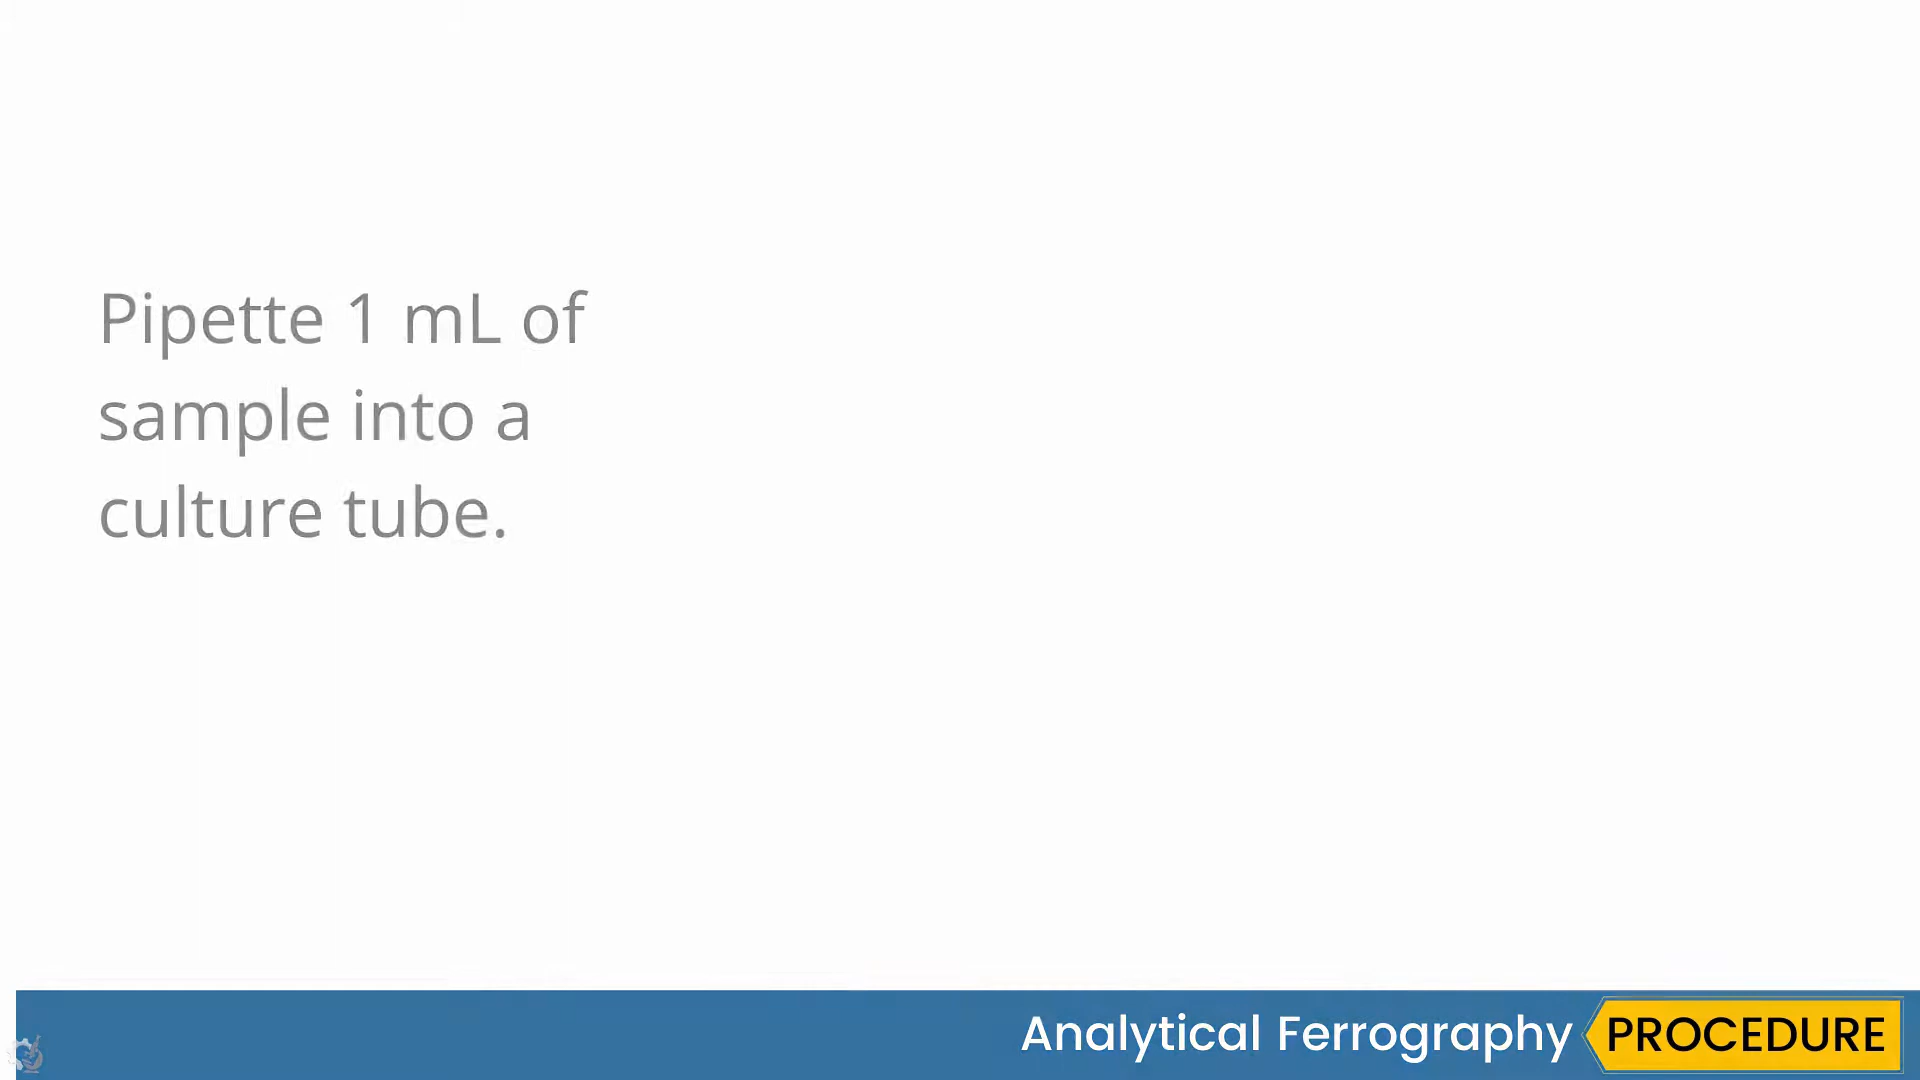 Pipette 1 mL of
sample into a
culture tube.
Analytical Ferrography PROCEDURE